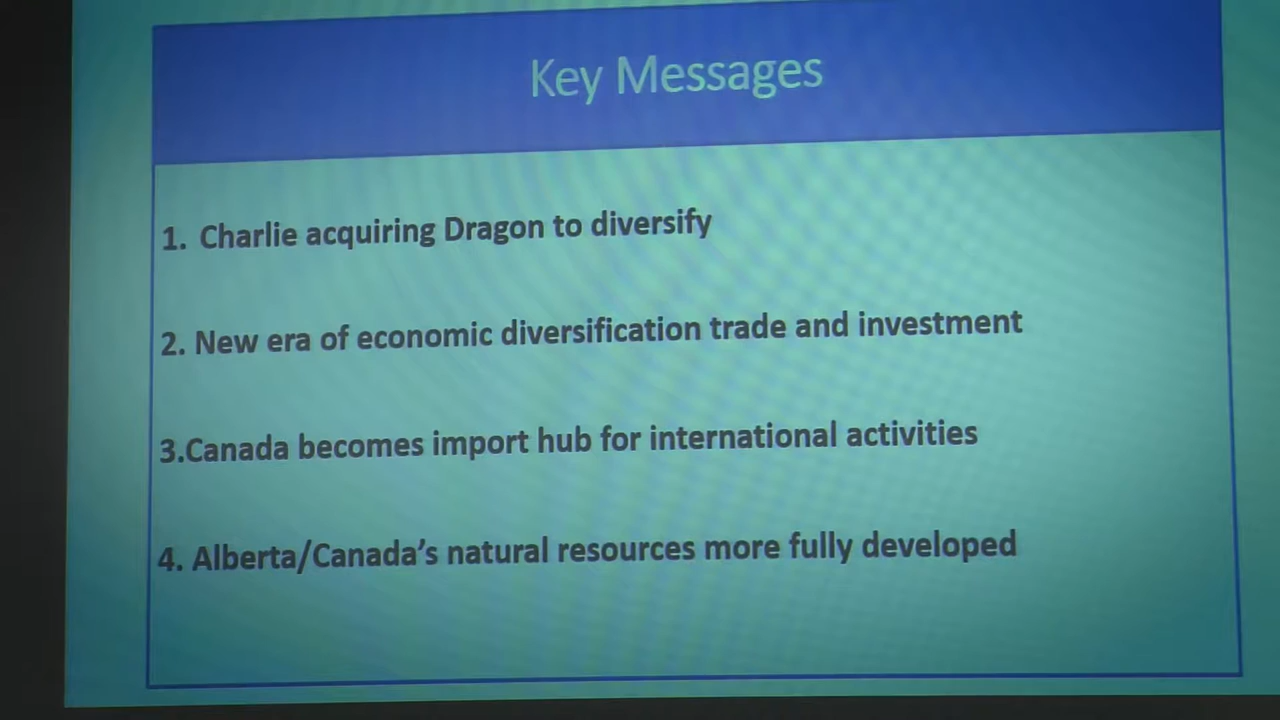 Key Messages
1. Charlie acquiring Dragon to diversify
2. New era of economic diversification trade and investment
3.Canada becomes import hub for international activities
4. Alberta/Canada’s natural resources more fully developed